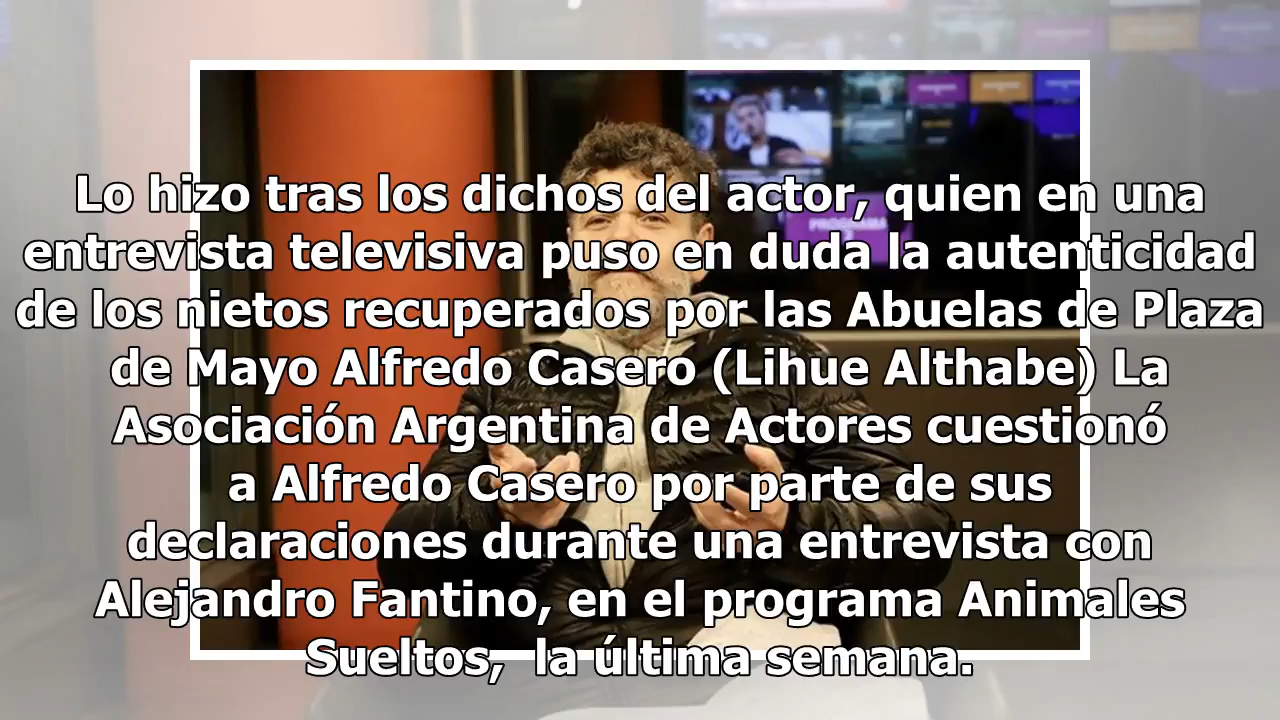 Lo hizo tras los dichos del actor, quien en una
entrevista televisiva puso en duda la autenticidad
de los nietos recuperados por las Abuelas de Plaza
de Mayo Alfredo Casero (Lihue Althabe) La
Asociación Argentina de Actores cuestionó
a Alfredo Casero por parte de sus
declaraciones durante una entrevista con
Alejandro Fantino, en el programa Animales
Sueltos,  la última semana.